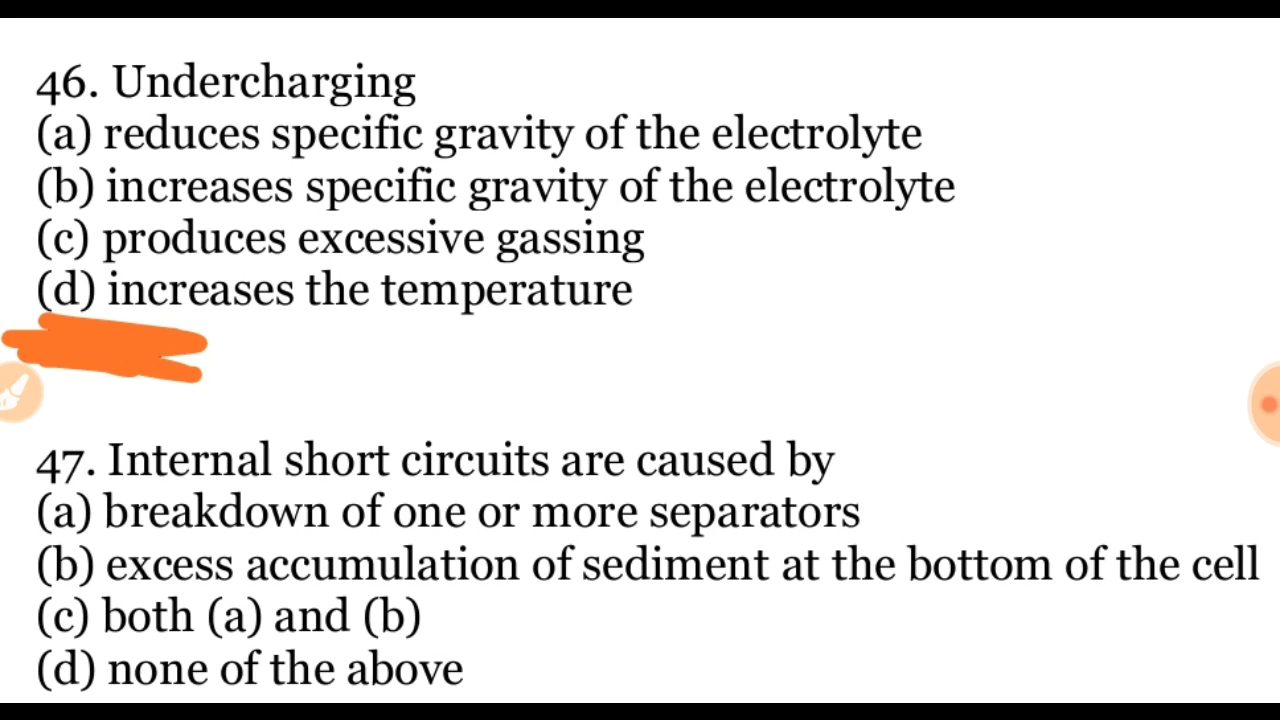 46. Undercharging
(a) reduces specific gravity of the electrolyte
(b) increases specific gravity of the electrolyte
(c) produces excessive gassing
(d) increases the temperature
47. Internal short circuits are caused by
(a) breakdown of one or more separators
(b) excess accumulation of sediment at the bottom of the cell
(c) both (a) and (b)
(d) none of the above